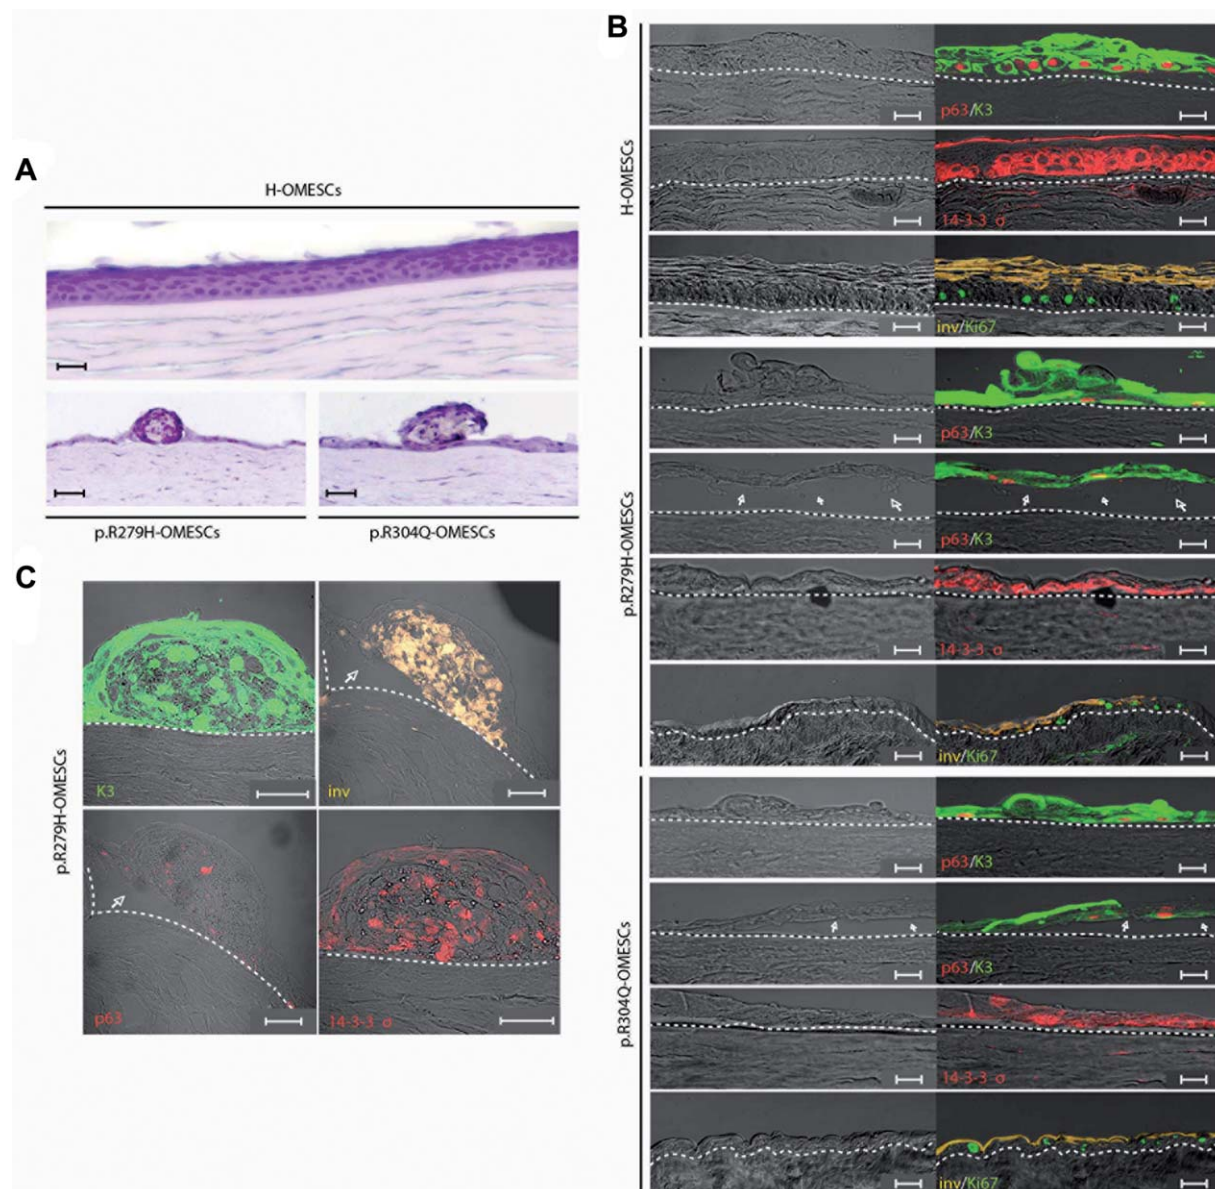 A
H-OMESCs
p.R279H-OMESCs
p.R304Q-OMESCs
B
H-OMESCs
p63/K3
14-3-3 σ
inv/Ki67
p.R279H-OMESCs
p63/K3
p63/K3
14-3-3 σ
inv/Ki67
p.R304Q-OMESCs
p63/K3
p63/K3
14-3-3 σ
inv/Ki67
C
p.R279H-OMESCs
K3
inv
p63
14-3-3 σ